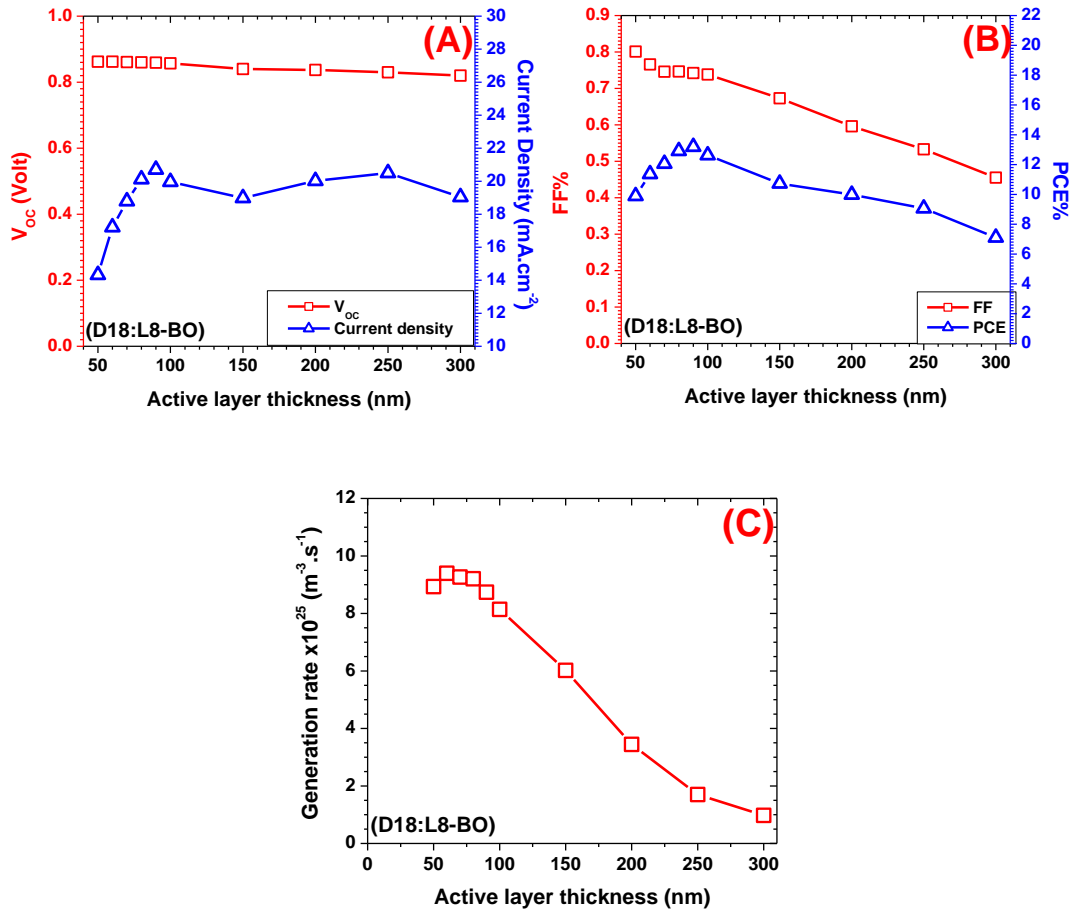 (A)
1.0
0.8
0.6
0.4
0.2
0.0
V_OC (Volt)
30
28
26
24
22
20
18
16
14
12
10
Current Density (mA.cm^-2)
V_oc
Current density
(D18:L8-BO)
50 100 150 200 250 300
Active layer thickness (nm)
(B)
0.9
0.8
0.7
0.6
0.5
0.4
0.3
0.2
0.1
0.0
FF%
22
20
18
16
14
12
10
8
6
4
2
0
PCE%
FF
PCE
(D18:L8-BO)
50 100 150 200 250 300
Active layer thickness (nm)
(C)
12
10
8
6
4
2
0
Generation rate x10^25 (m^-3.s^-1)
(D18:L8-BO)
0 50 100 150 200 250 300
Active layer thickness (nm)